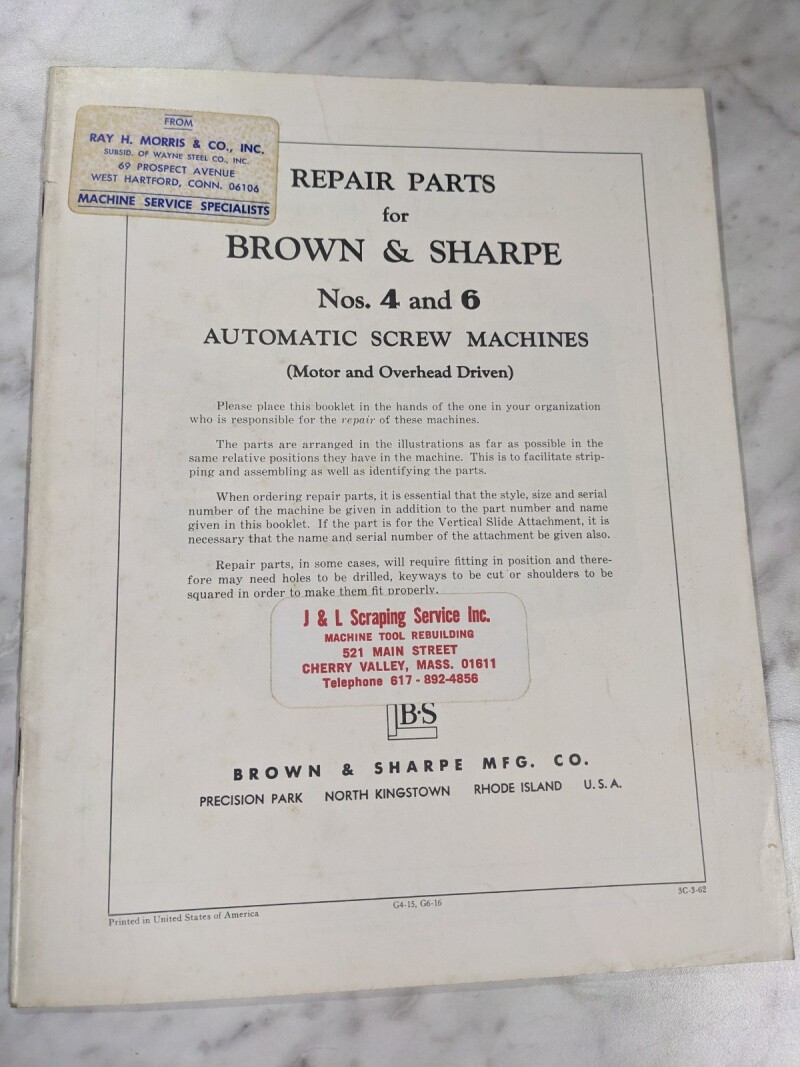 FROM
RAY H. MORRIS & CO., INC.
SUBSID. OF WAYNE STEEL CO., INC.
69 PROSPECT AVENUE
WEST HARTFORD, CONN. 06106
MACHINE SERVICE SPECIALISTS
REPAIR PARTS
for
BROWN & SHARPE
Nos. 4 and 6
AUTOMATIC SCREW MACHINES
(Motor and Overhead Driven)
Please place this booklet in the hands of the one in your organization
who is responsible for the repair of these machines.
The parts are arranged in the illustrations as far as possible in the
same relative positions they have in the machine. This is to facilitate strip-
ping and assembling as well as identifying the parts.
When ordering repair parts, it is essential that the style, size and serial
number of the machine be given in addition to the part number and name
given in this booklet. If the part is for the Vertical Slide Attachment, it is
necessary that the name and serial number of the attachment be given also.
Repair parts, in some cases, will require fitting in position and there-
fore may need holes to be drilled, keyways to be cut or shoulders to be
squared in order to make them fit properly.
J & L Scraping Service Inc.
MACHINE TOOL REBUILDING
521 MAIN STREET
CHERRY VALLEY, MASS. 01611
Telephone 617-892-4856
B·S
BROWN & SHARPE MFG. CO.
PRECISION PARK NORTH KINGSTOWN RHODE ISLAND U.S.A.
Printed in United States of America
G4-15, G6-16
3C-3-62